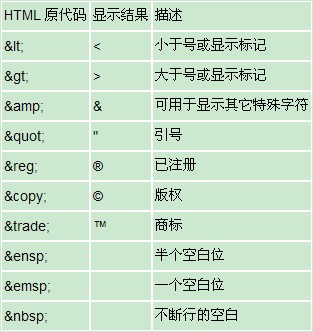 HTML 原代码 显示结果 描述
&lt; < 小于号或显示标记
&gt; > 大于号或显示标记
&amp; & 可用于显示其它特殊字符
&quot; " 引号
&reg; ® 已注册
&copy; © 版权
&trade; ™ 商标
&ensp; 半个空白位
&emsp; 一个空白位
&nbsp; 不断行的空白